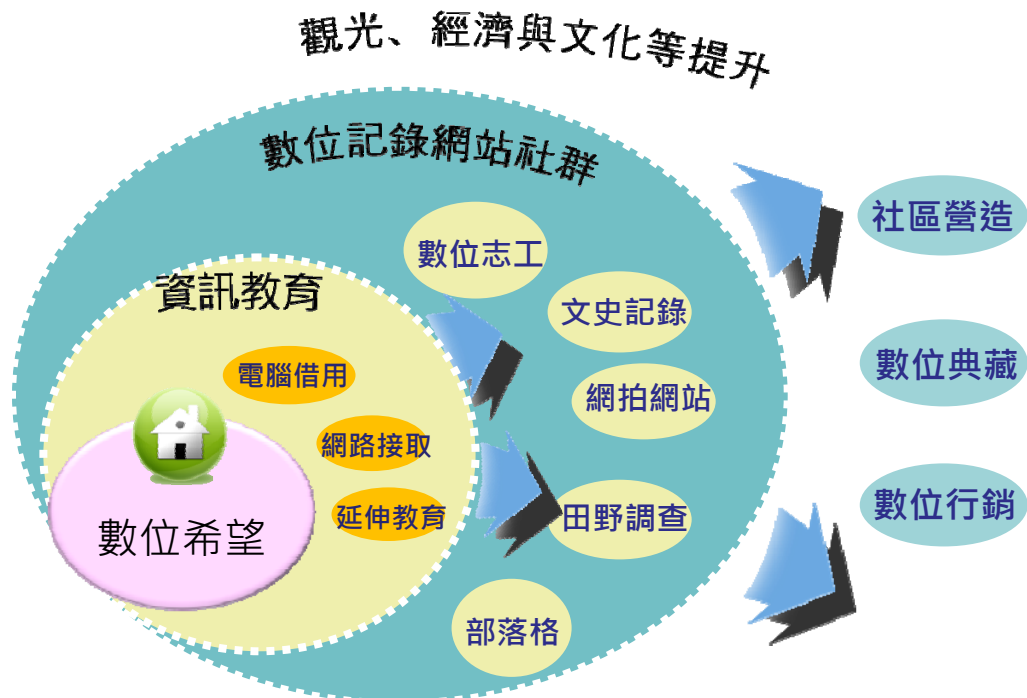 觀光、經濟與文化等提升
數位記錄網站社群
社區營造
數位志工
資訊教育
文史記錄
電腦借用
數位典藏
網拍網站
網路接取
延伸教育
田野調查
數位行銷
數位希望
部落格